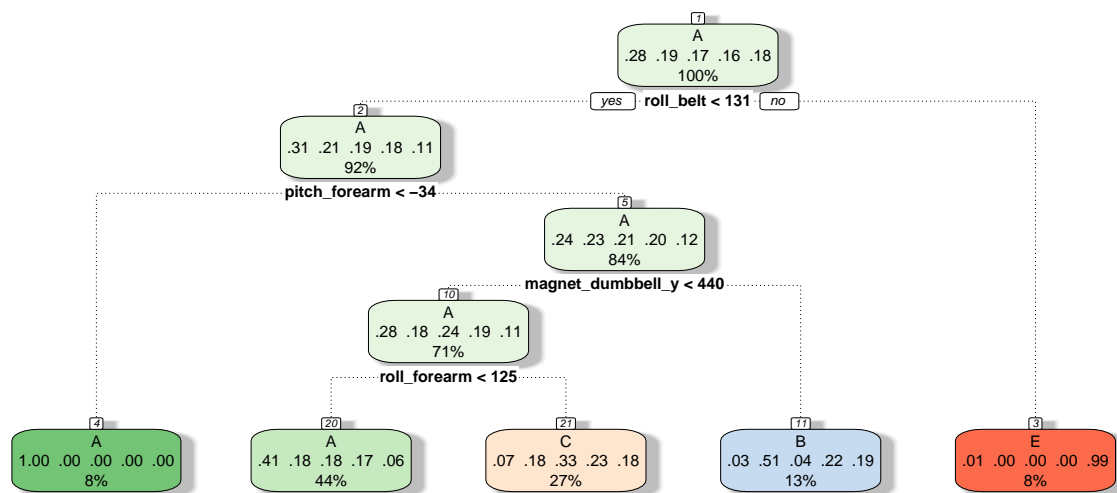 1
A
.28 .19 .17 .16 .18
100%
yes roll_belt < 131 no
2
A
.31 .21 .19 .18 .11
92%
pitch_forearm < −34
5
A
.24 .23 .21 .20 .12
84%
magnet_dumbbell_y < 440
10
A
.28 .18 .24 .19 .11
71%
roll_forearm < 125
4
A
1.00 .00 .00 .00 .00
8%
20
A
.41 .18 .18 .17 .06
44%
21
C
.07 .18 .33 .23 .18
27%
11
B
.03 .51 .04 .22 .19
13%
3
E
.01 .00 .00 .00 .99
8%